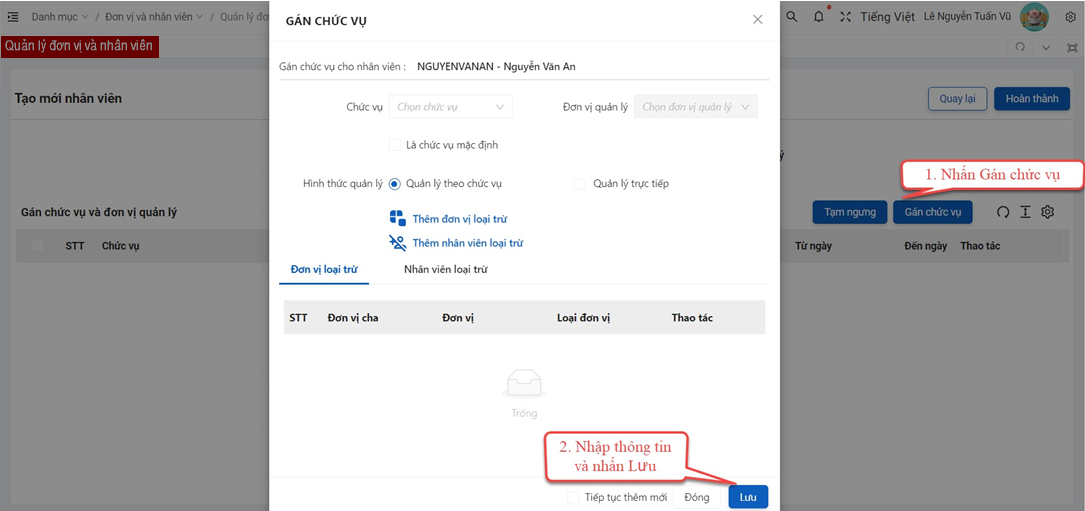 Danh mục / Đơn vị và nhân viên / Quản lý đơ
Tiếng Việt Lê Nguyễn Tuấn Vũ
Quản lý đơn vị và nhân viên
GÁN CHỨC VỤ
Gán chức vụ cho nhân viên : NGUYENVANAN - Nguyễn Văn An
Tạo mới nhân viên
Quay lại Hoàn thành
Chức vụ Chọn chức vụ Đơn vị quản lý Chọn đơn vị quản lý
Là chức vụ mặc định
Hình thức quản lý Quản lý theo chức vụ Quản lý trực tiếp
1. Nhấn Gán chức vụ
Gán chức vụ và đơn vị quản lý
Tạm ngưng Gán chức vụ
Thêm đơn vị loại trừ
Thêm nhân viên loại trừ
STT Chức vụ Từ ngày Đến ngày Thao tác
Đơn vị loại trừ Nhân viên loại trừ
STT Đơn vị cha Đơn vị Loại đơn vị Thao tác
Trống
2. Nhập thông tin
và nhấn Lưu
Tiếp tục thêm mới Đóng Lưu